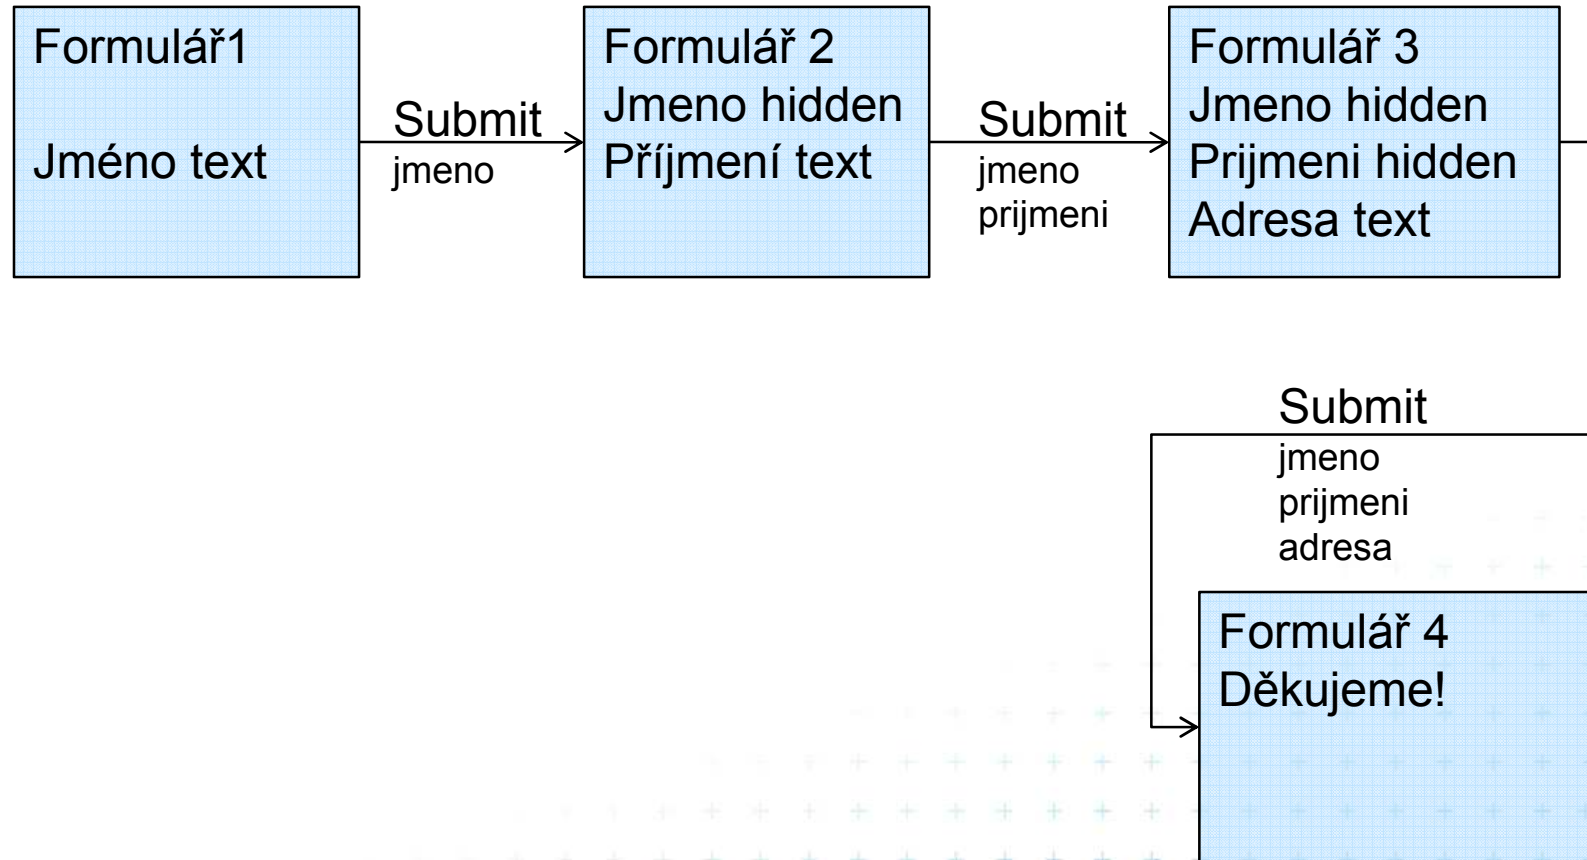 Formulář1
Jméno text
Submit
jmeno
Formulář 2
Jmeno hidden
Příjmení text
Submit
jmeno
prijmeni
Formulář 3
Jmeno hidden
Prijmeni hidden
Adresa text
Submit
jmeno
prijmeni
adresa
Formulář 4
Děkujeme!